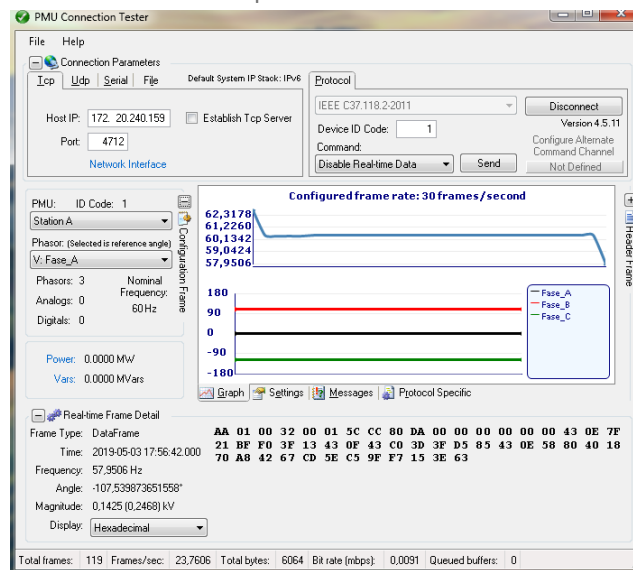 PMU Connection Tester
File Help
Connection Parameters
Tcp Udp Serial File Default System IP Stack: IPv6
Host IP: 172. 20.240.159 Establish Tcp Server
Port: 4712
Network Interface
Protocol
IEEE C37.118.2-2011
Disconnect
Device ID Code: 1
Version 4.5.11
Command:
Configure Alternate
Command Channel
Disable Real-time Data Send Not Defined
PMU: ID Code: 1
Station A
Phasor: (Selected is reference angle)
V: Fase_A
Phasors: 3 Nominal
Analogs: 0 Frequency:
Digitals: 0 60 Hz
Configuration Frame
Power: 0.0000 MW
Vars: 0.0000 MVars
Configured frame rate: 30 frames/second
62,3178
61,2260
60,1342
59,0424
57,9506
180
90
0
-90
-180
Fase_A
Fase_B
Fase_C
Header Frame
Graph Settings Messages Protocol Specific
Real-time Frame Detail
Frame Type: DataFrame
Time: 2019-05-03 17:56:42.000
Frequency: 57,9506 Hz
Angle: -107,539873651558°
Magnitude: 0,1425 (0,2468) kV
Display: Hexadecimal
AA 01 00 32 00 01 5C CC 80 DA 00 00 00 00 00 00 43 0E 7F
21 BF F0 3F 13 43 0F 43 C0 3D 3F D5 85 43 0E 58 80 40 18
70 A8 42 67 CD 5E C5 9F F7 15 3E 63
Total frames: 119 Frames/sec: 23,7606 Total bytes: 6064 Bit rate (mbps): 0,0091 Queued buffers: 0